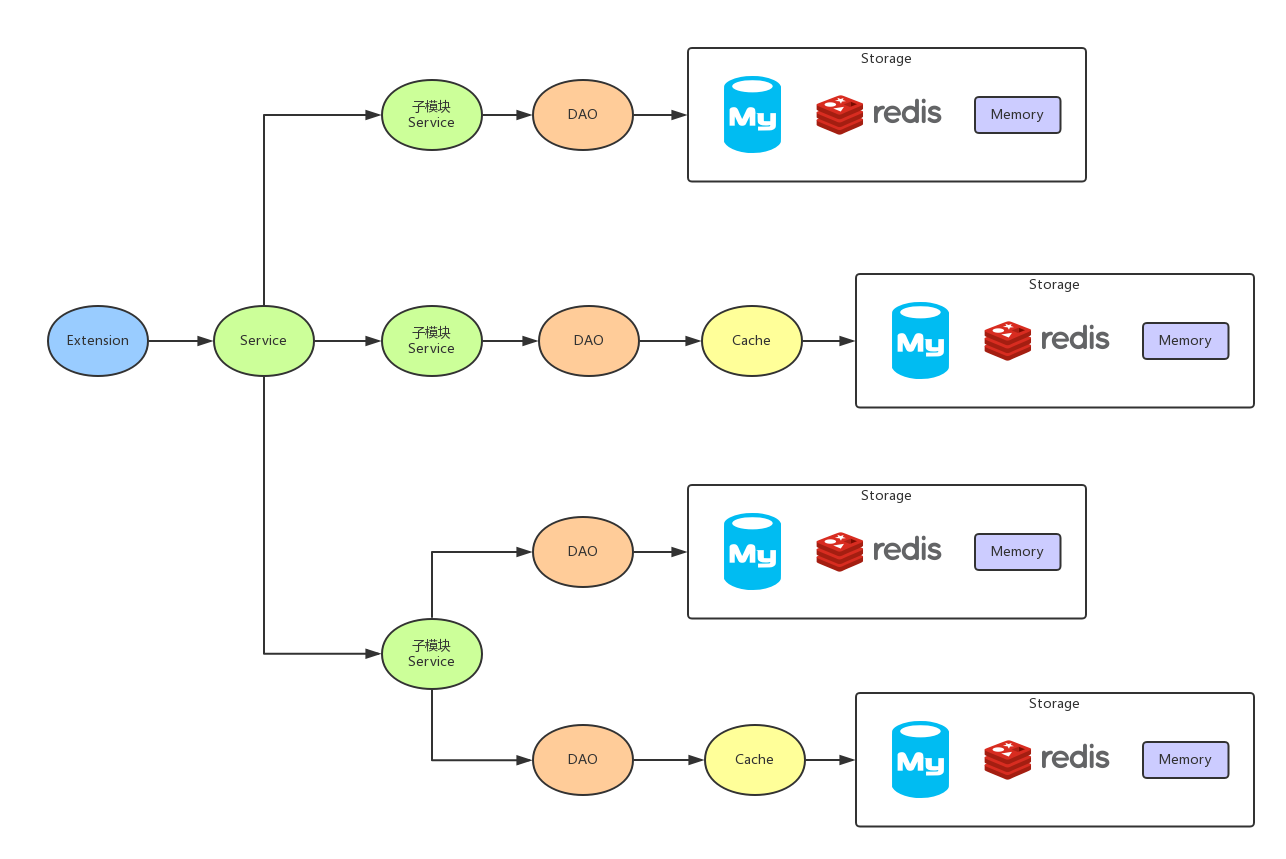 Storage
子模块
Service
DAO
My
redis
Memory
Storage
Extension
Service
子模块
Service
DAO
Cache
My
redis
Memory
Storage
DAO
My
redis
Memory
子模块
Service
Storage
DAO
Cache
My
redis
Memory